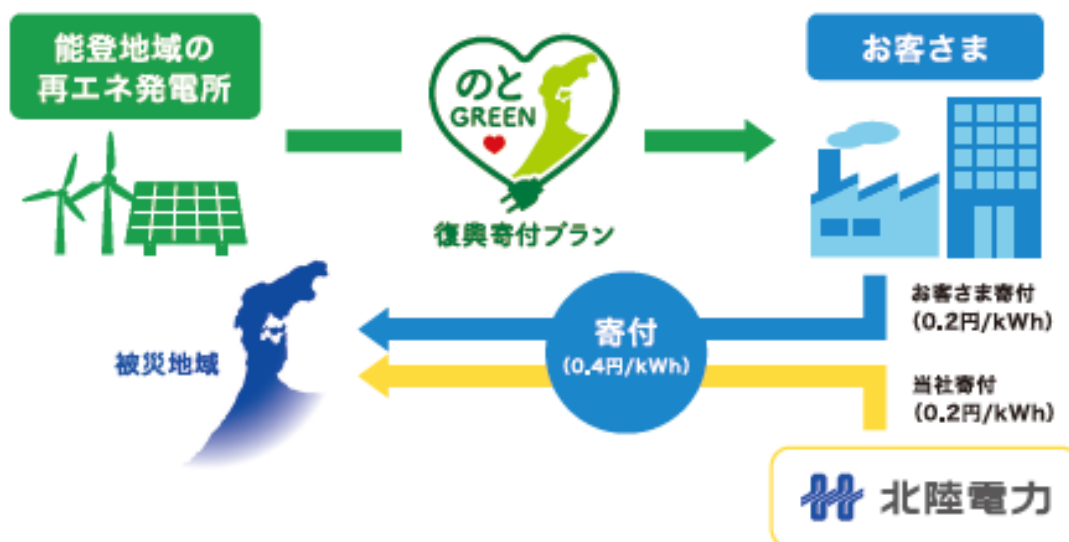 能登地域の
再エネ発電所
のと
GREEN
復興寄付プラン
お客さま
お客さま寄付
(0.2円/kWh)
寄付
(0.4円/kWh)
被災地域
当社寄付
(0.2円/kWh)
北陸電力